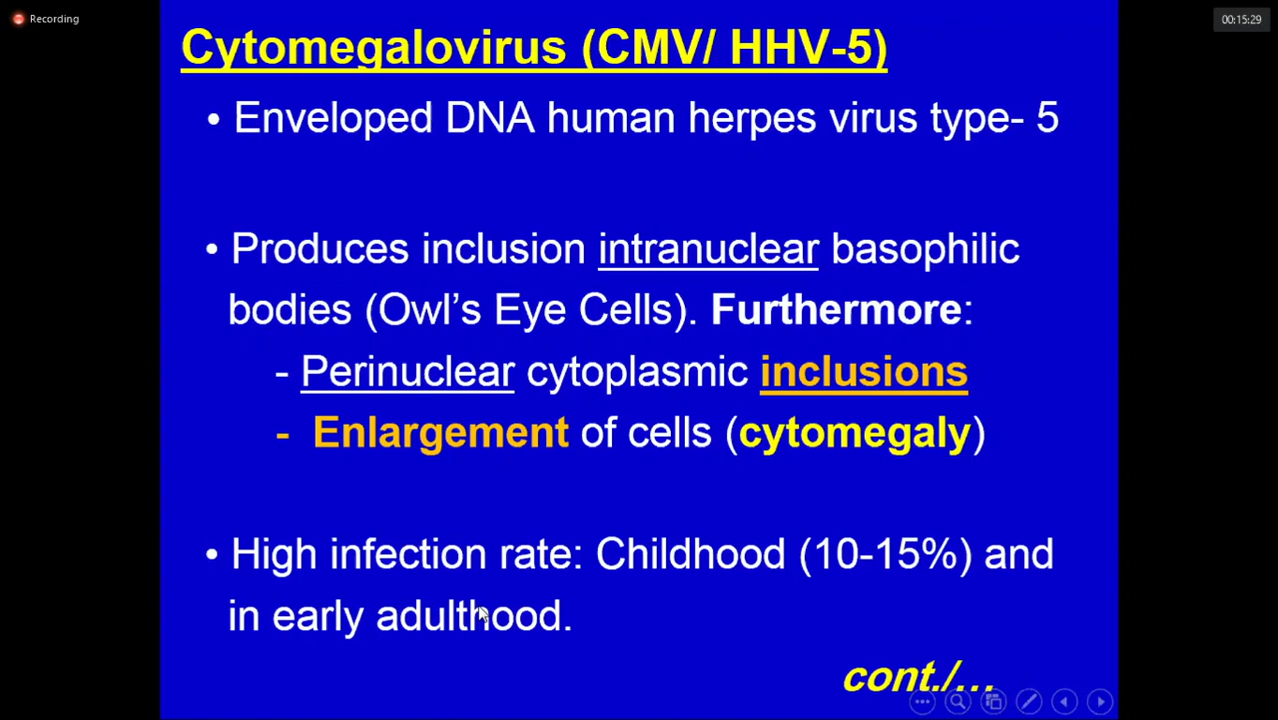 Recording
00:15:29
Cytomegalovirus (CMV/ HHV-5)
• Enveloped DNA human herpes virus type- 5
• Produces inclusion intranuclear basophilic
bodies (Owl’s Eye Cells). Furthermore:
- Perinuclear cytoplasmic inclusions
- Enlargement of cells (cytomegaly)
• High infection rate: Childhood (10-15%) and
in early adulthood.
cont./…